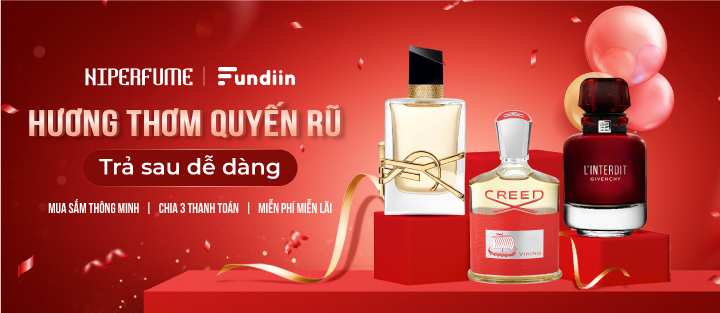 NIPERFUME | Fundiin
HƯƠNG THƠM QUYẾN RŨ
Trả sau dễ dàng
MUA SẮM THÔNG MINH | CHIA 3 THANH TOÁN | MIỄN PHÍ MIỄN LÃI
CREED
VIKING
L'INTERDIT
GIVENCHY